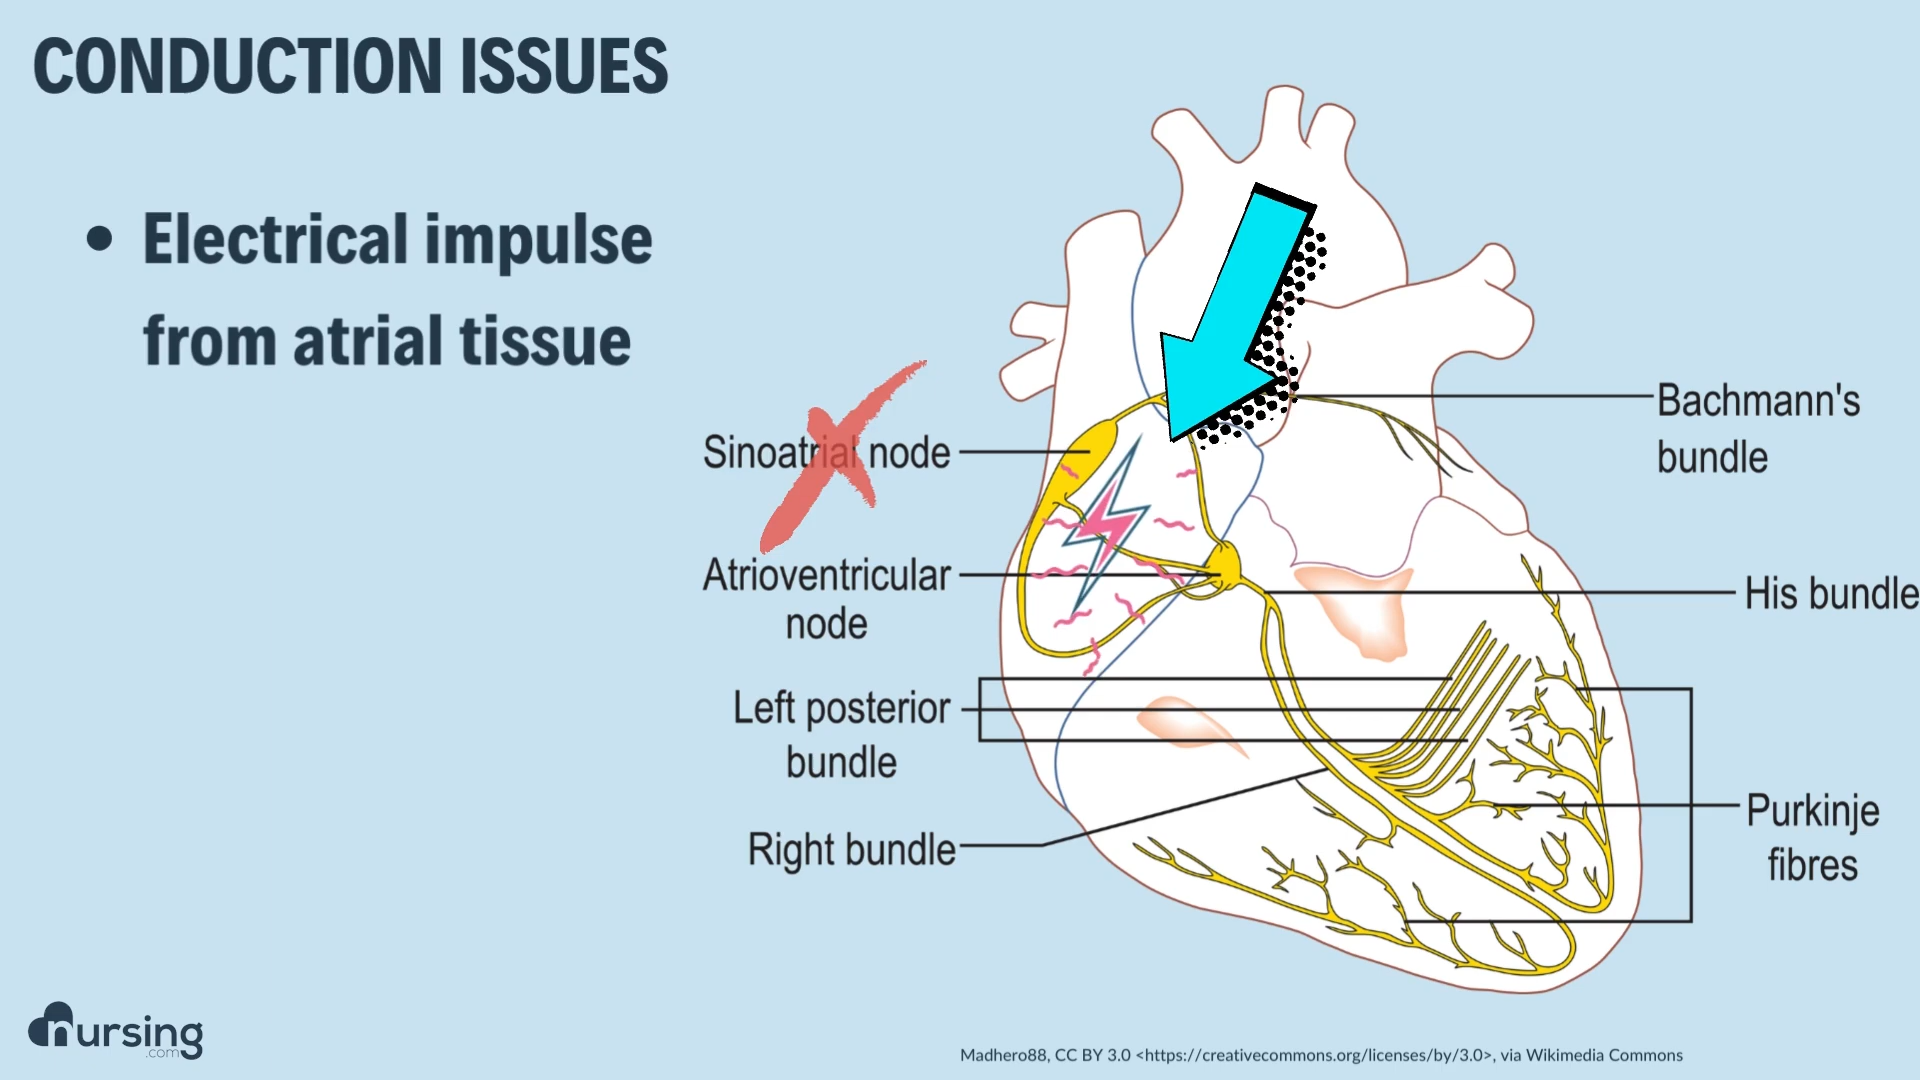 CONDUCTION ISSUES
• Electrical impulse
from atrial tissue
Sinoatrial node
Atrioventricular
node
Left posterior
bundle
Right bundle
Bachmann's
bundle
His bundle
Purkinje
fibres
nursing
.com
Madhero88, CC BY 3.0 <https://creativecommons.org/licenses/by/3.0>, via Wikimedia Commons